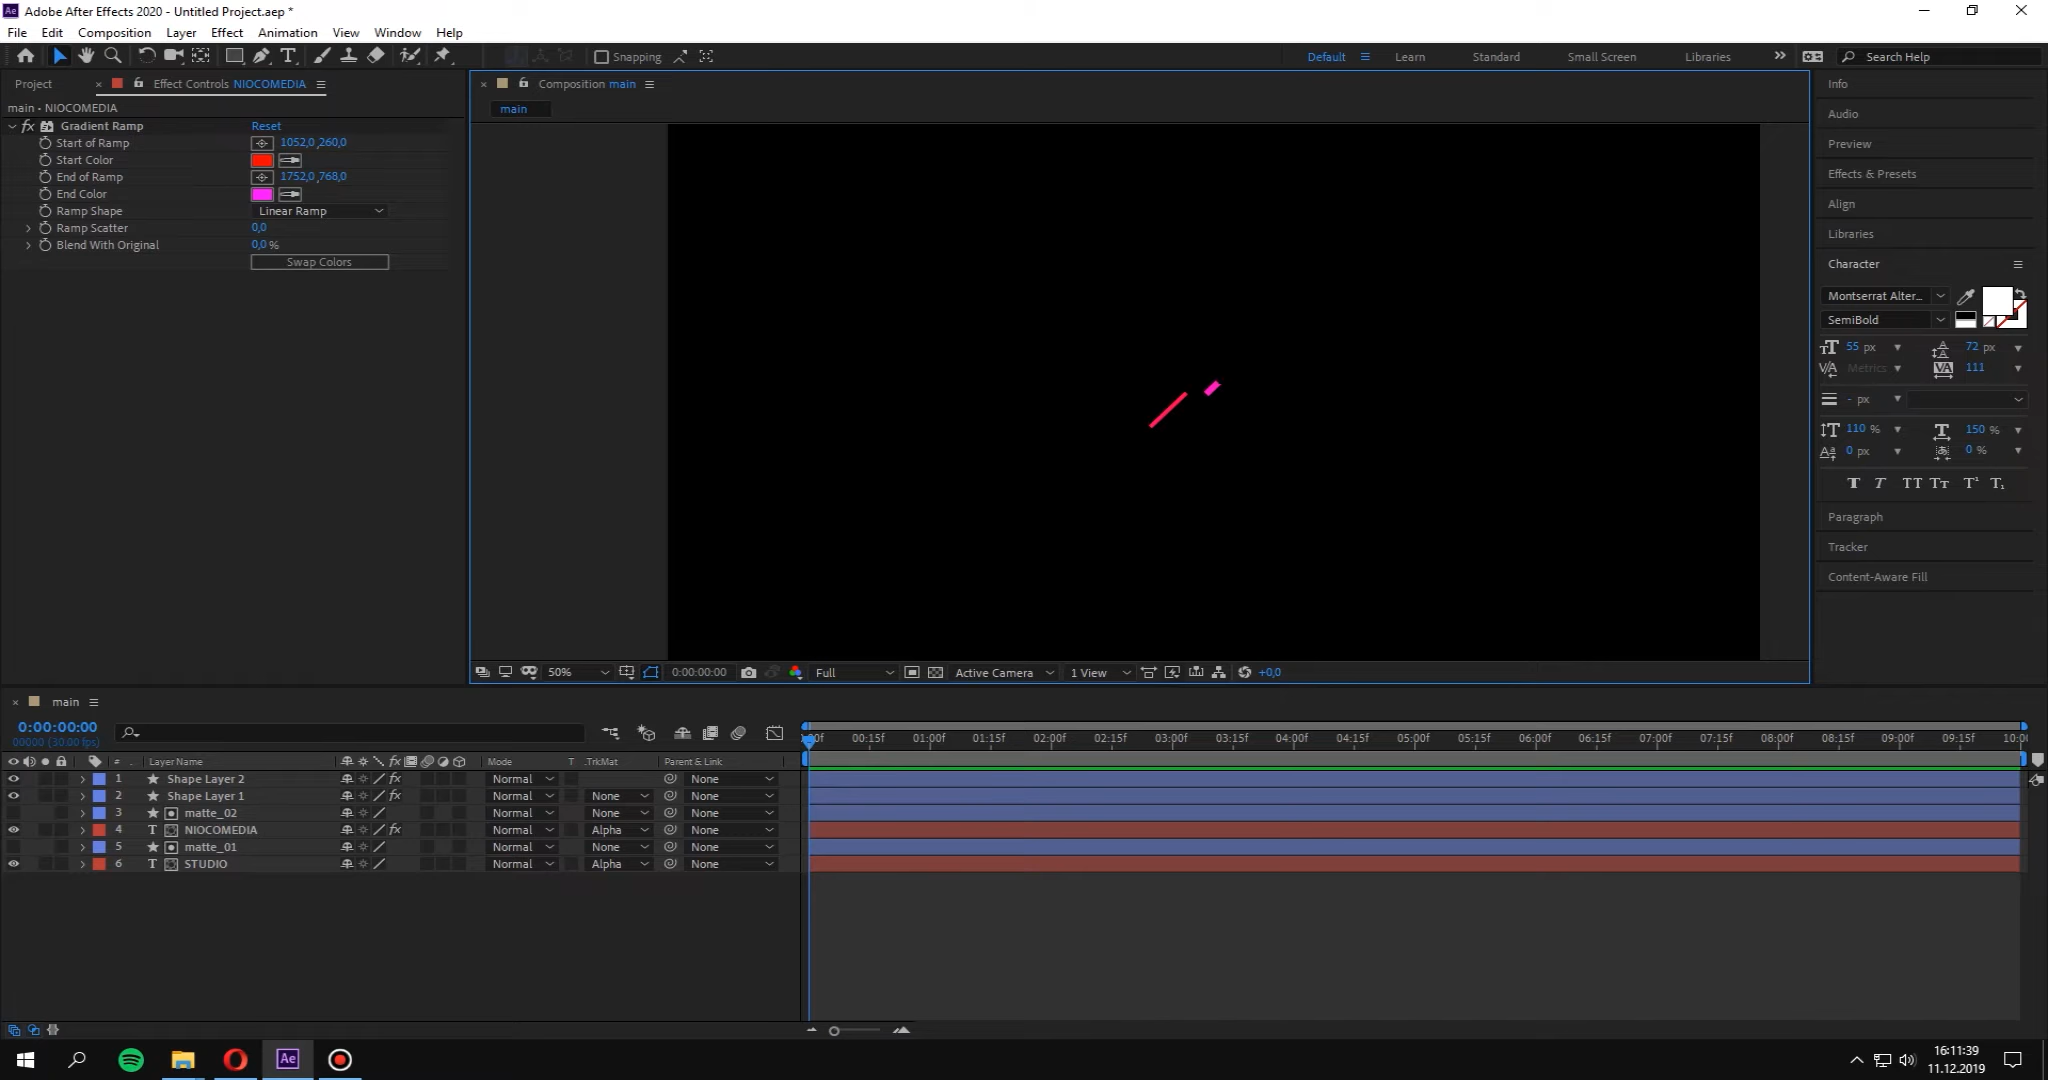 Adobe After Effects 2020 - Untitled Project.aep *
File Edit Composition Layer Effect Animation View Window Help
Snapping Default Learn Standard Small Screen Libraries Search Help
Project Effect Controls NIOCOMEDIA
main • NIOCOMEDIA
fx Gradient Ramp Reset
Start of Ramp 1052,0 ,260,0
Start Color
End of Ramp 1752,0 ,768,0
End Color
Ramp Shape Linear Ramp
Ramp Scatter 0,0
Blend With Original 0,0 %
Swap Colors
Composition main
main
50% 0:00:00:00 Full Active Camera 1 View +0,0
Info
Audio
Preview
Effects & Presets
Align
Libraries
Character
Montserrat Alter...
SemiBold
55 px 72 px
Metrics 111
- px
110 % 150 %
0 px 0 %
T T TT Tт T¹ T₁
Paragraph
Tracker
Content-Aware Fill
main
0:00:00:00
00000 (30.00 fps)
# Layer Name Mode T .TrkMat Parent & Link
1 Shape Layer 2 fx Normal None
2 Shape Layer 1 fx Normal None None
3 matte_02 Normal None None
4 T NIOCOMEDIA fx Normal Alpha None
5 matte_01 Normal None None
6 T STUDIO Normal Alpha None
:00f 00:15f 01:00f 01:15f 02:00f 02:15f 03:00f 03:15f 04:00f 04:15f 05:00f 05:15f 06:00f 06:15f 07:00f 07:15f 08:00f 08:15f 09:00f 09:15f 10:0
Ae
16:11:39
11.12.2019